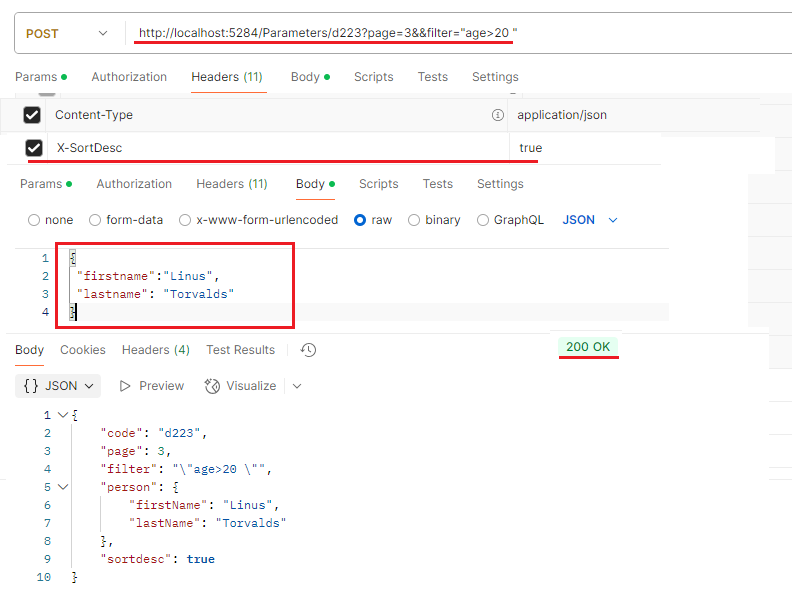 POST http://localhost:5284/Parameters/d223?page=3&&filter="age>20 "
Params Authorization Headers (11) Body Scripts Tests Settings
Content-Type application/json
X-SortDesc true
Params Authorization Headers (11) Body Scripts Tests Settings
none form-data x-www-form-urlencoded raw binary GraphQL JSON
1 {
2 "firstname":"Linus",
3 "lastname": "Torvalds"
4 }
Body Cookies Headers (4) Test Results 200 OK
{} JSON Preview Visualize
1 {
2 "code": "d223",
3 "page": 3,
4 "filter": "\"age>20 \"",
5 "person": {
6 "firstName": "Linus",
7 "lastName": "Torvalds"
8 },
9 "sortdesc": true
10 }